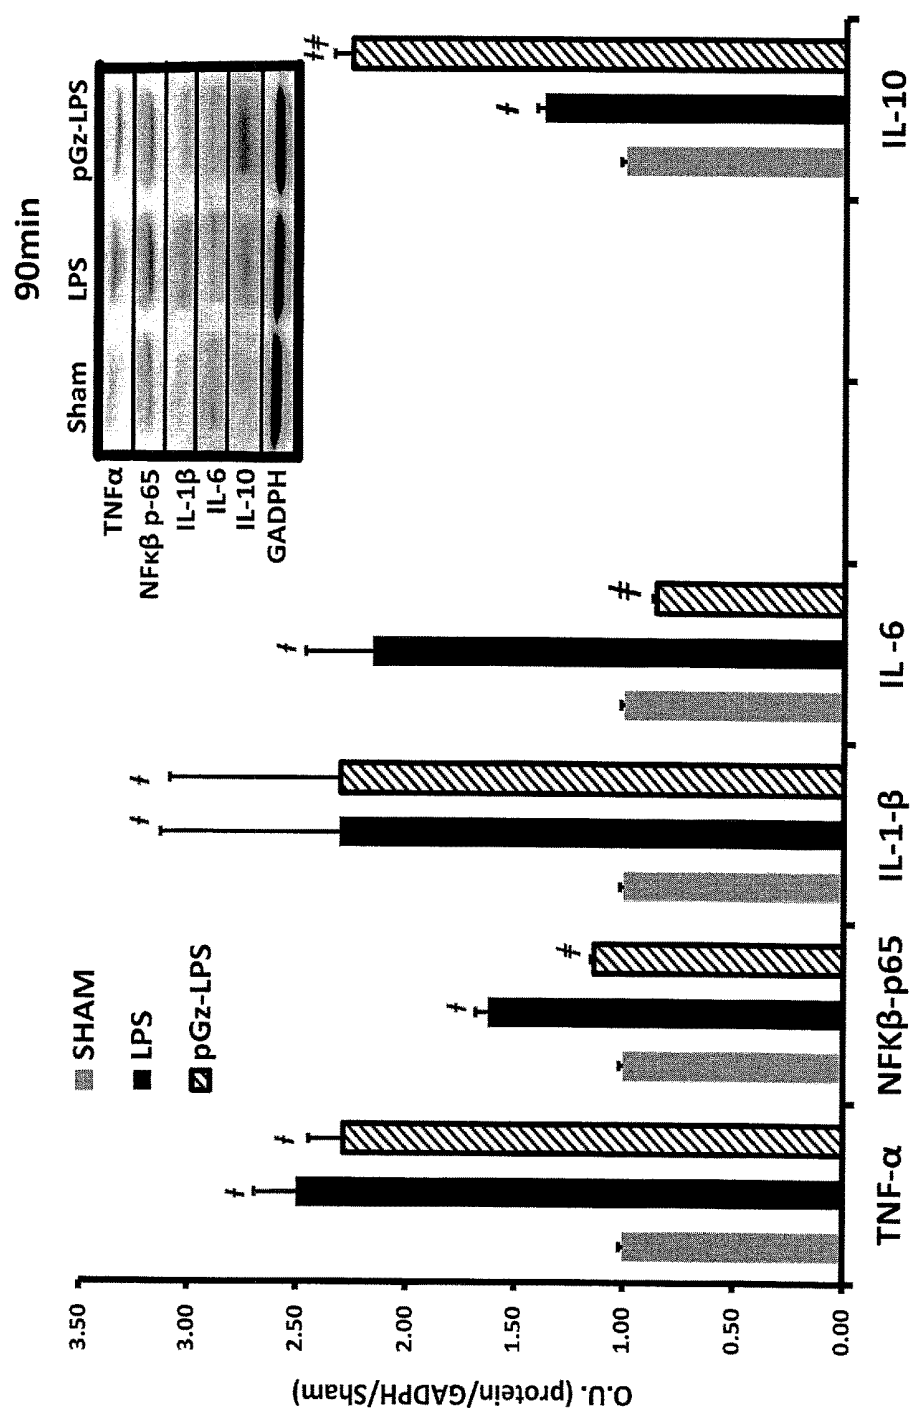 90min
Sham LPS pGz-LPS
TNFα
NFκβ p-65
IL-1β
IL-6
IL-10
GADPH
SHAM
LPS
pGz-LPS
O.U. (protein/GADPH/Sham)
3.50
3.00
2.50
2.00
1.50
1.00
0.50
0.00
ƚ ƚ ƚ ǂ ƚ ƚ ƚ ǂ ƚ ǂ
TNF-α NFKβ-p65 IL-1-β IL-6 IL-10